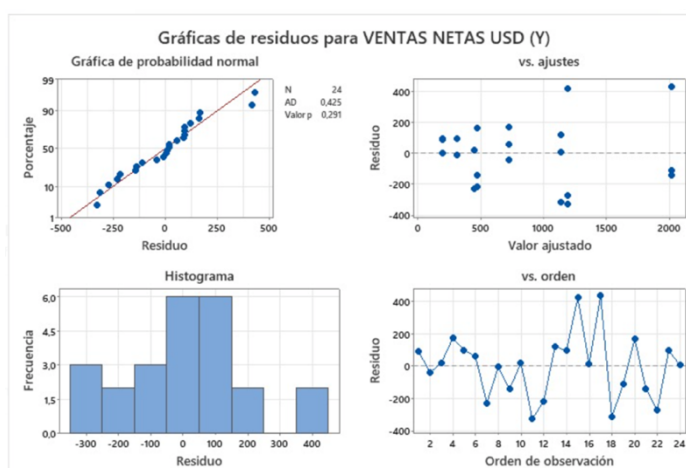 Gráficas de residuos para VENTAS NETAS USD (Y)
Gráfica de probabilidad normal
99
90
50
10
1
Porcentaje
-500 -250 0 250 500
Residuo
N 24
AD 0,425
Valor p 0,291
vs. ajustes
400
200
0
-200
-400
Residuo
0 500 1000 1500 2000
Valor ajustado
Histograma
6,0
4,5
3,0
1,5
0,0
Frecuencia
-300 -200 -100 0 100 200 300 400
Residuo
vs. orden
400
200
0
-200
-400
Residuo
2 4 6 8 10 12 14 16 18 20 22 24
Orden de observación